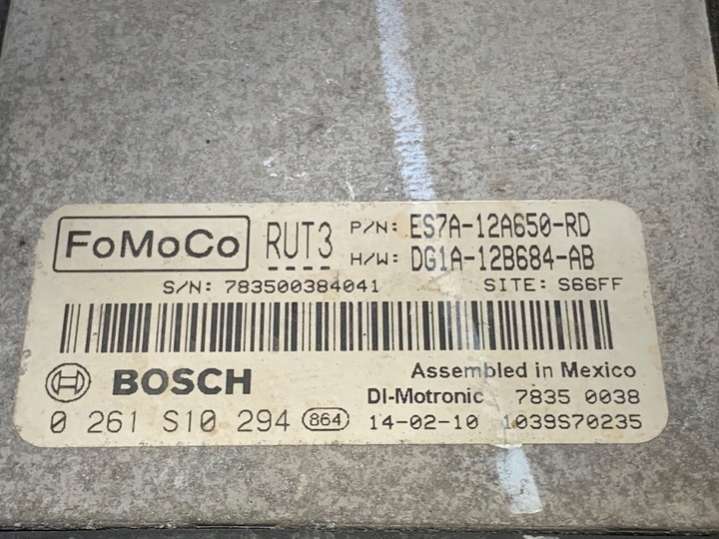 FoMoCo RUT3 P/N: ES7A-12A650-RD
H/W: DG1A-12B684-AB
S/N: 783500384041 SITE: S66FF
Assembled in Mexico
BOSCH DI-Motronic 7835 0038
0 261 S10 294 864 14-02-10 1039S70235